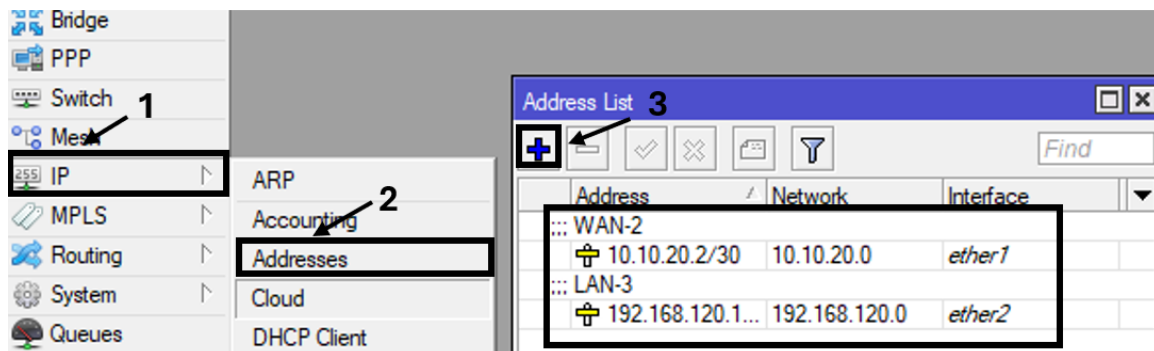 Bridge
PPP
Switch
1
Mesh
255 IP
MPLS
Routing
System
Queues
ARP
2
Accounting
Addresses
Cloud
DHCP Client
Address List 3
Find
Address Network Interface
;;; WAN-2
10.10.20.2/30 10.10.20.0 ether1
;;; LAN-3
192.168.120.1... 192.168.120.0 ether2